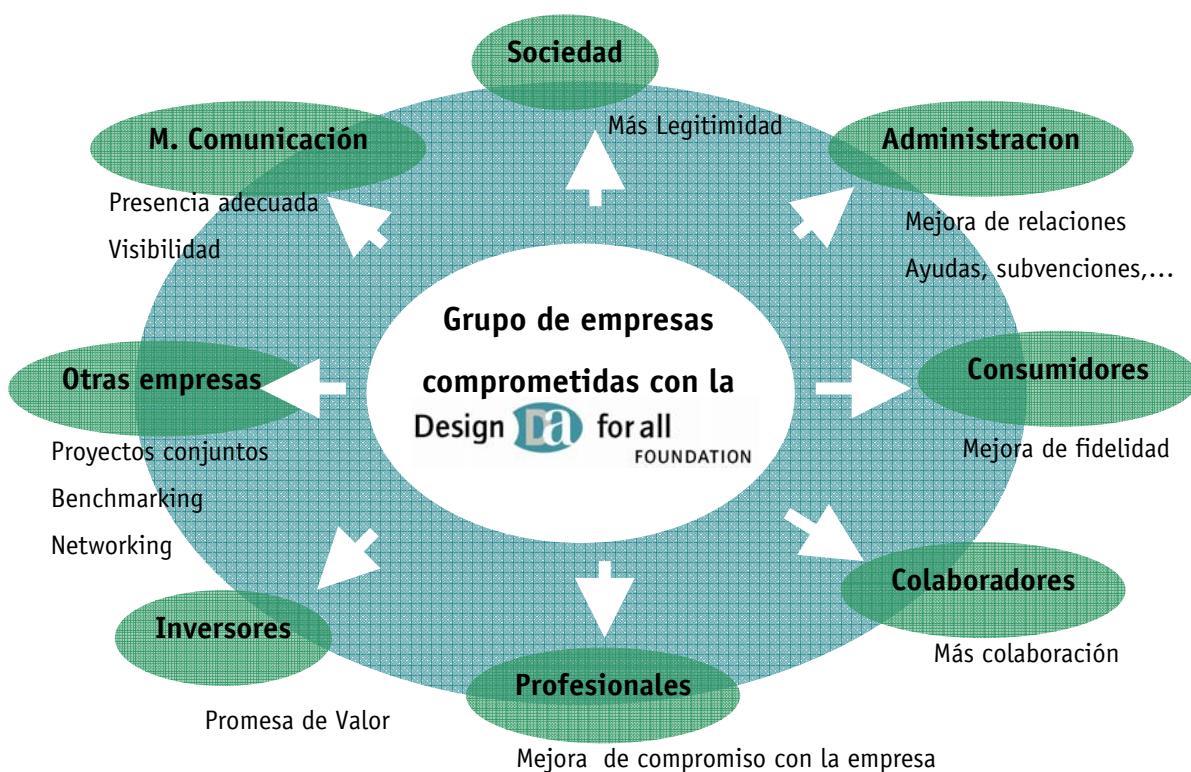 Sociedad
Más Legitimidad
M. Comunicación
Presencia adecuada
Visibilidad
Administracion
Mejora de relaciones
Ayudas, subvenciones,...
Grupo de empresas
comprometidas con la
Design Da for all
FOUNDATION
Otras empresas
Proyectos conjuntos
Benchmarking
Networking
Consumidores
Mejora de fidelidad
Colaboradores
Más colaboración
Inversores
Promesa de Valor
Profesionales
Mejora de compromiso con la empresa